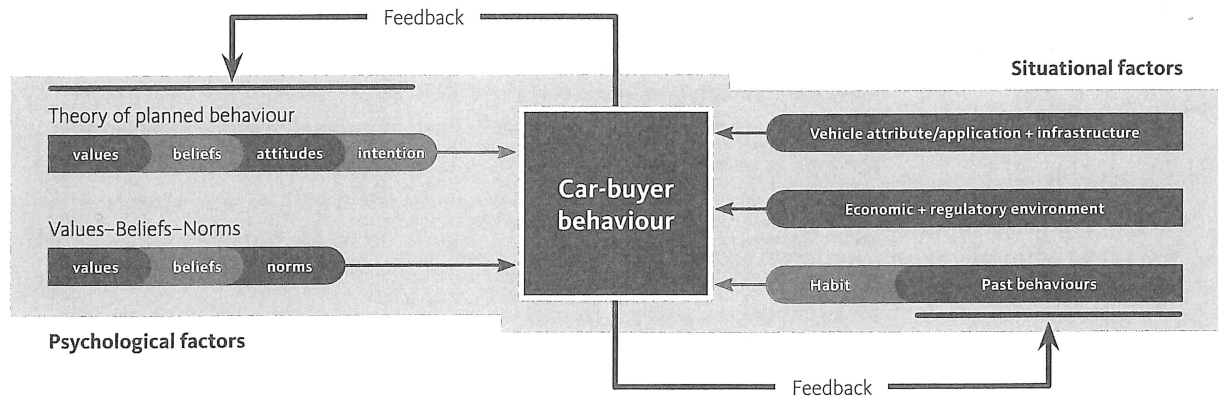 Feedback
Situational factors
Theory of planned behaviour
values beliefs attitudes intention
Values–Beliefs–Norms
values beliefs norms
Psychological factors
Car-buyer
behaviour
Vehicle attribute/application + infrastructure
Economic + regulatory environment
Habit Past behaviours
Feedback